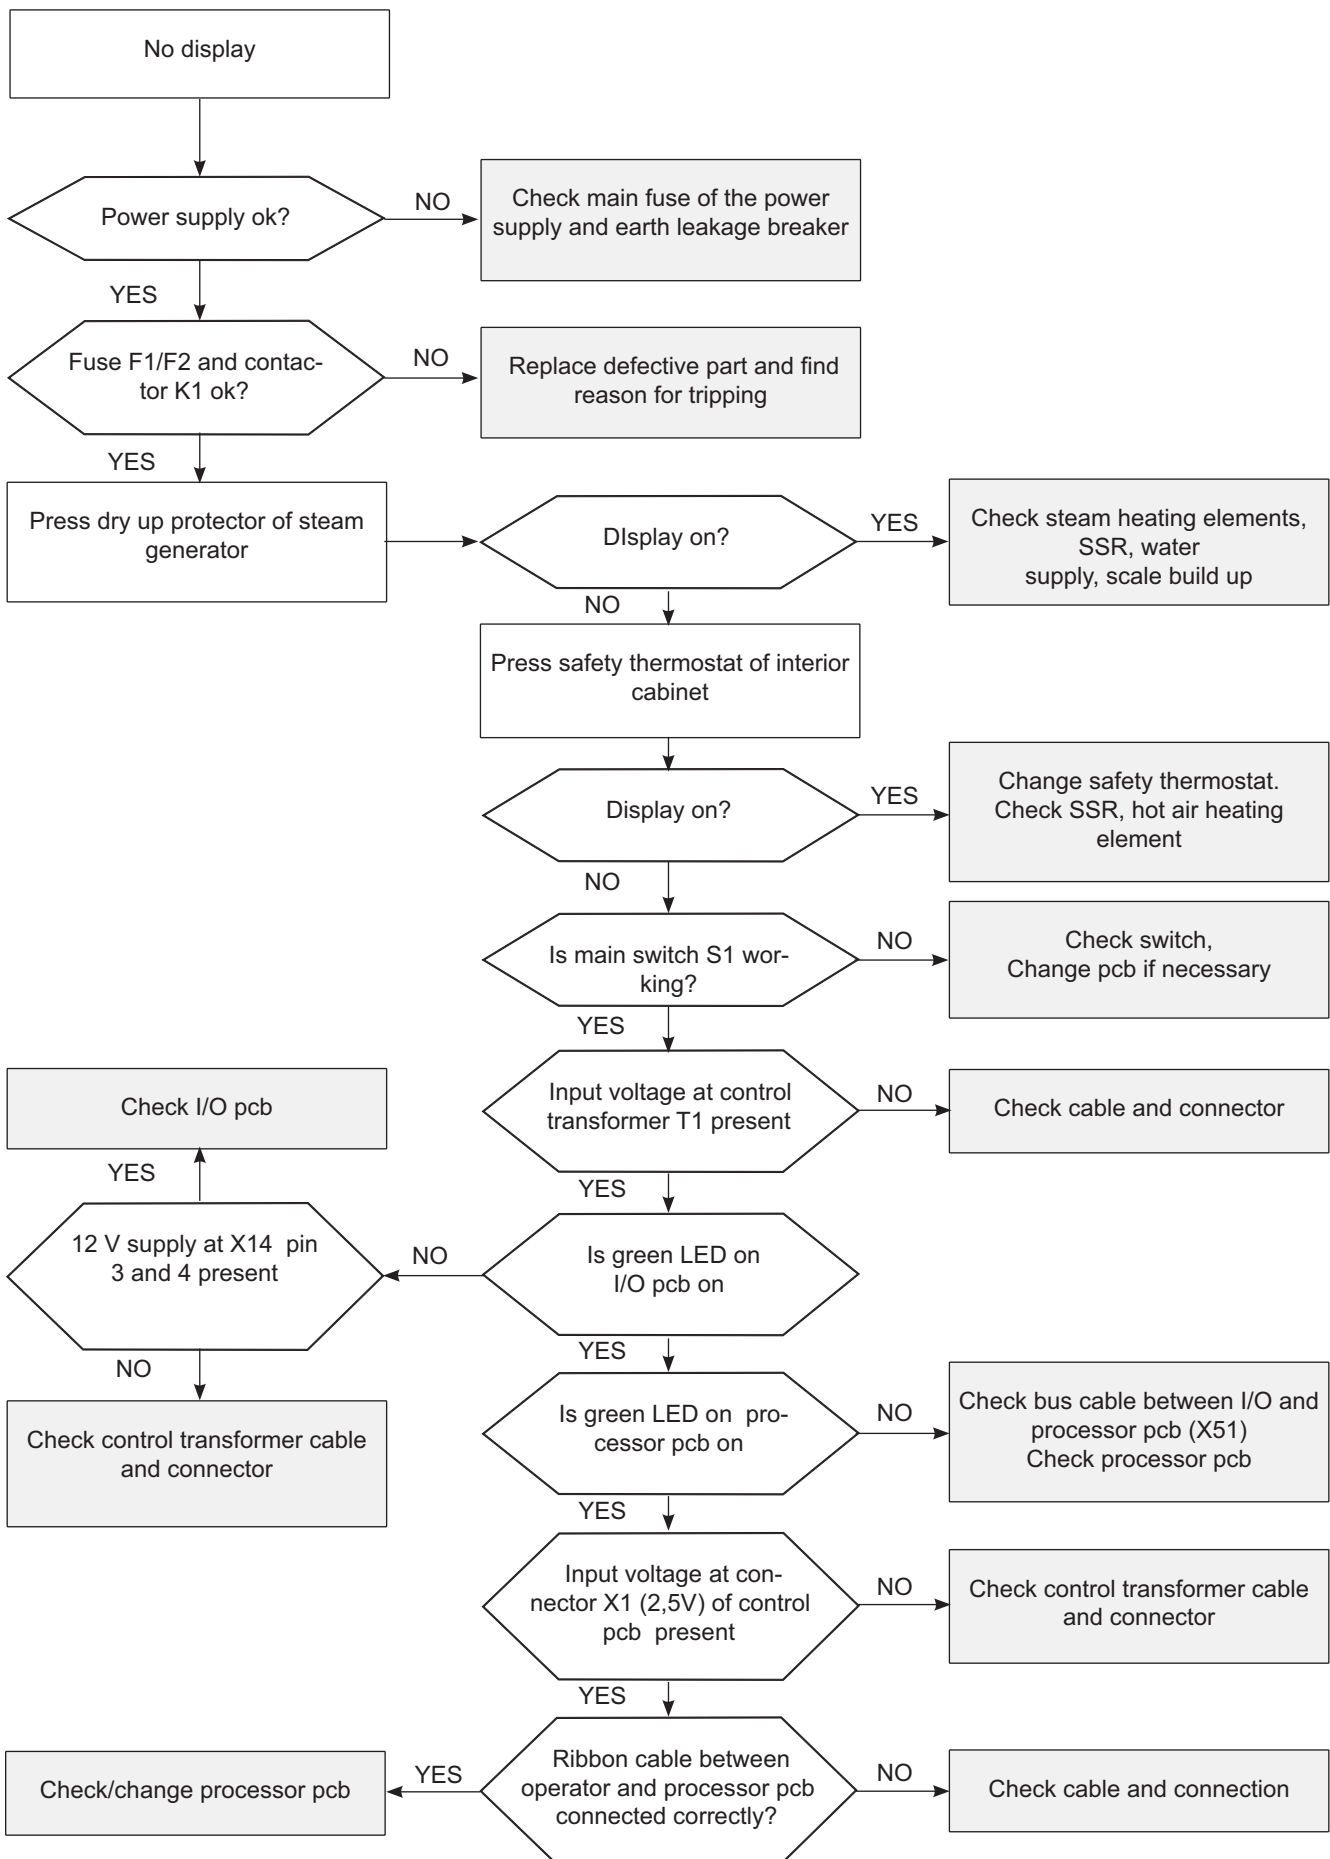 No display
Power supply ok?
NO
Check main fuse of the power
supply and earth leakage breaker
YES
Fuse F1/F2 and contac-
tor K1 ok?
NO
Replace defective part and find
reason for tripping
YES
Press dry up protector of steam
generator
DIsplay on?
YES
Check steam heating elements,
SSR, water
supply, scale build up
NO
Press safety thermostat of interior
cabinet
Display on?
YES
Change safety thermostat.
Check SSR, hot air heating
element
NO
Is main switch S1 wor-
king?
NO
Check switch,
Change pcb if necessary
YES
Input voltage at control
transformer T1 present
NO
Check cable and connector
YES
Is green LED on
I/O pcb on
NO
12 V supply at X14 pin
3 and 4 present
YES
Check I/O pcb
NO
Check control transformer cable
and connector
YES
Is green LED on pro-
cessor pcb on
NO
Check bus cable between I/O and
processor pcb (X51)
Check processor pcb
YES
Input voltage at con-
nector X1 (2,5V) of control
pcb present
NO
Check control transformer cable
and connector
YES
Ribbon cable between
operator and processor pcb
connected correctly?
YES
Check/change processor pcb
NO
Check cable and connection